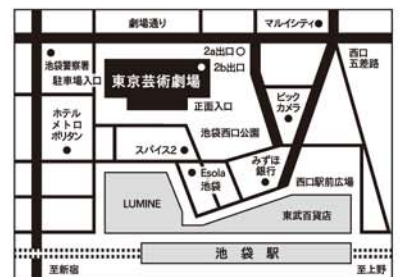 劇場通り
マルイシティ
2a出口
2b出口
西口
五差路
池袋警察署
駐車場入口
東京芸術劇場
正面入口
ビック
カメラ
ホテル
メトロ
ポリタン
池袋西口公園
スパイス2
みずほ
銀行
Esola
池袋
西口駅前広場
LUMINE
東武百貨店
池袋駅
至新宿
至上野